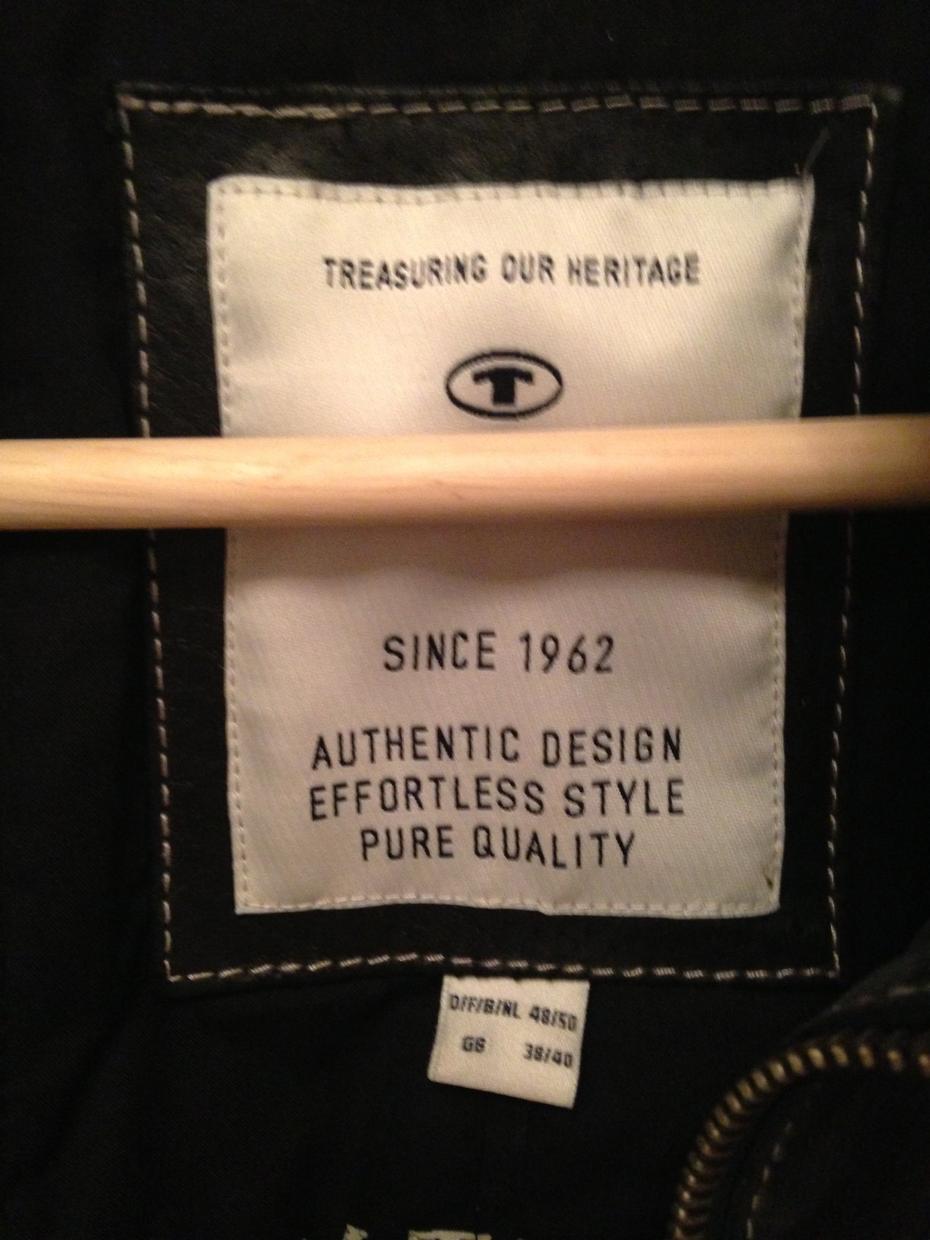 TREASURING OUR HERITAGE
T
SINCE 1962
AUTHENTIC DESIGN
EFFORTLESS STYLE
PURE QUALITY
D/F/B/NL 48/50
GB 38/40